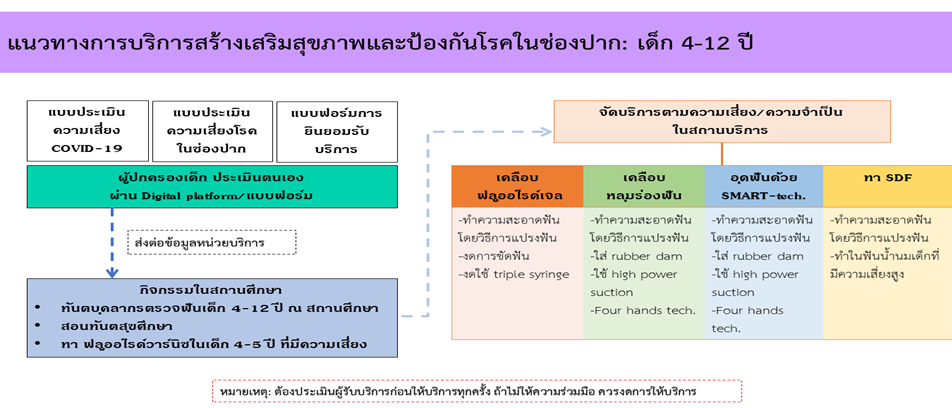 แนวทางการบริการสร้างเสริมสุขภาพและป้องกันโรคในช่องปาก: เด็ก 4-12 ปี
แบบประเมิน
ความเสี่ยง
COVID-19
แบบประเมิน
ความเสี่ยงโรค
ในช่องปาก
แบบฟอร์มการ
ยินยอมรับ
บริการ
ผู้ปกครองเด็ก ประเมินตนเอง
ผ่าน Digital platform/แบบฟอร์ม
ส่งต่อข้อมูลหน่วยบริการ
กิจกรรมในสถานศึกษา
• ทันตบุคลากรตรวจฟันเด็ก 4-12 ปี ณ สถานศึกษา
• สอนทันตสุขศึกษา
• ทา ฟลูออไรด์วาร์นิชในเด็ก 4-5 ปี ที่มีความเสี่ยง
จัดบริการตามความเสี่ยง/ความจำเป็น
ในสถานบริการ
เคลือบ
ฟลูออไรด์เจล
-ทำความสะอาดฟัน
โดยวิธีการแปรงฟัน
-งดการขัดฟัน
-งดใช้ triple syringe
เคลือบ
หลุมร่องฟัน
-ทำความสะอาดฟัน
โดยวิธีการแปรงฟัน
-ใส่ rubber dam
-ใช้ high power
suction
-Four hands tech.
อุดฟันด้วย
SMART-tech.
-ทำความสะอาดฟัน
โดยวิธีการแปรงฟัน
-ใส่ rubber dam
-ใช้ high power
suction
-Four hands
tech.
ทา SDF
-ทำความสะอาดฟัน
โดยวิธีการแปรงฟัน
-ทำในฟันน้ำนมเด็กที่
มีความเสี่ยงสูง
หมายเหตุ: ต้องประเมินผู้รับบริการก่อนให้บริการทุกครั้ง ถ้าไม่ให้ความร่วมมือ ควรงดการให้บริการ